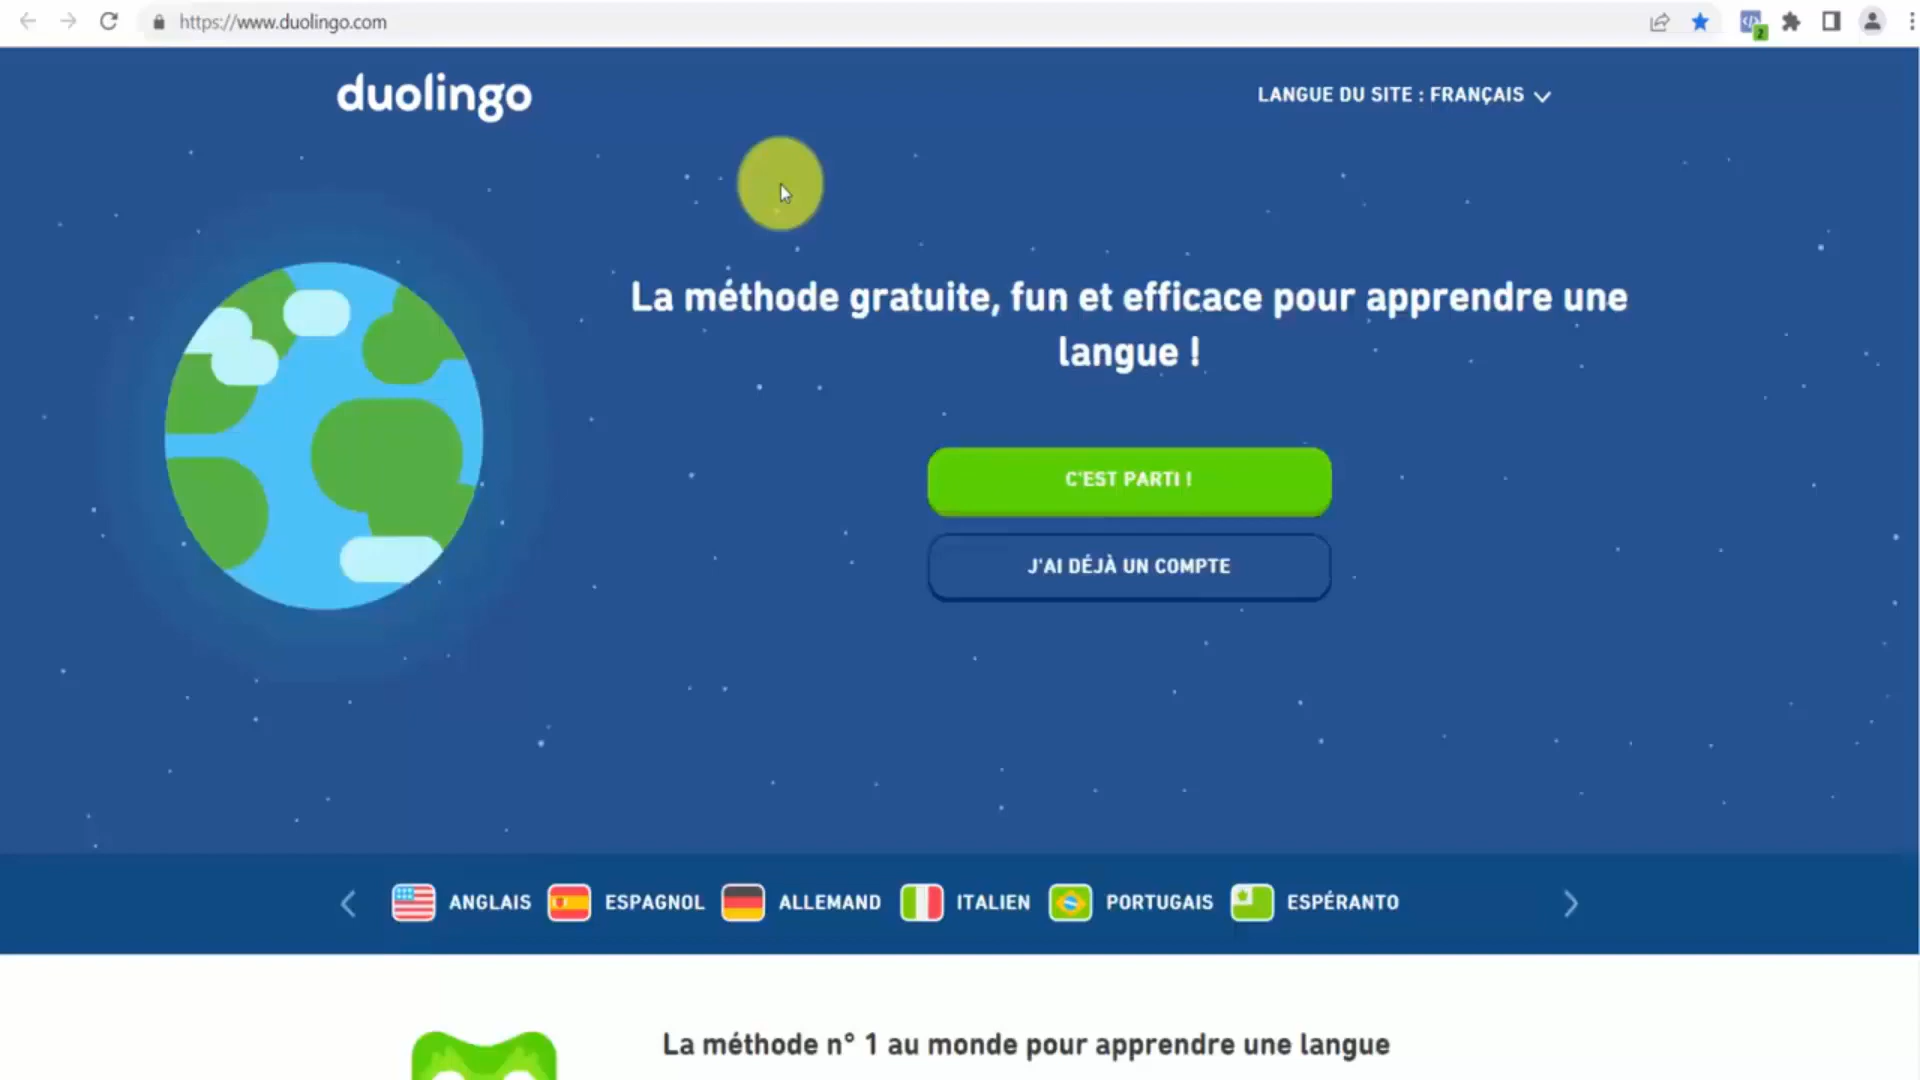 https://www.duolingo.com
2
duolingo
LANGUE DU SITE : FRANÇAIS
La méthode gratuite, fun et efficace pour apprendre une
langue !
C'EST PARTI !
J'AI DÉJÀ UN COMPTE
ANGLAIS ESPAGNOL ALLEMAND ITALIEN PORTUGAIS ESPÉRANTO
La méthode n° 1 au monde pour apprendre une langue